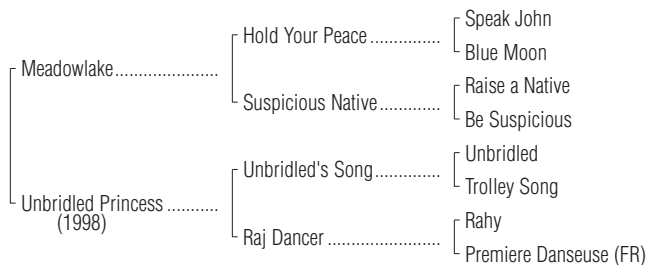 Speak John
Hold Your Peace ..............
Blue Moon
Meadowlake.....................
Raise a Native
Suspicious Native.............
Be Suspicious
Unbridled
Unbridled's Song...............
Trolley Song
Unbridled Princess ..........
(1998)
Rahy
Raj Dancer ......................
Premiere Danseuse (FR)